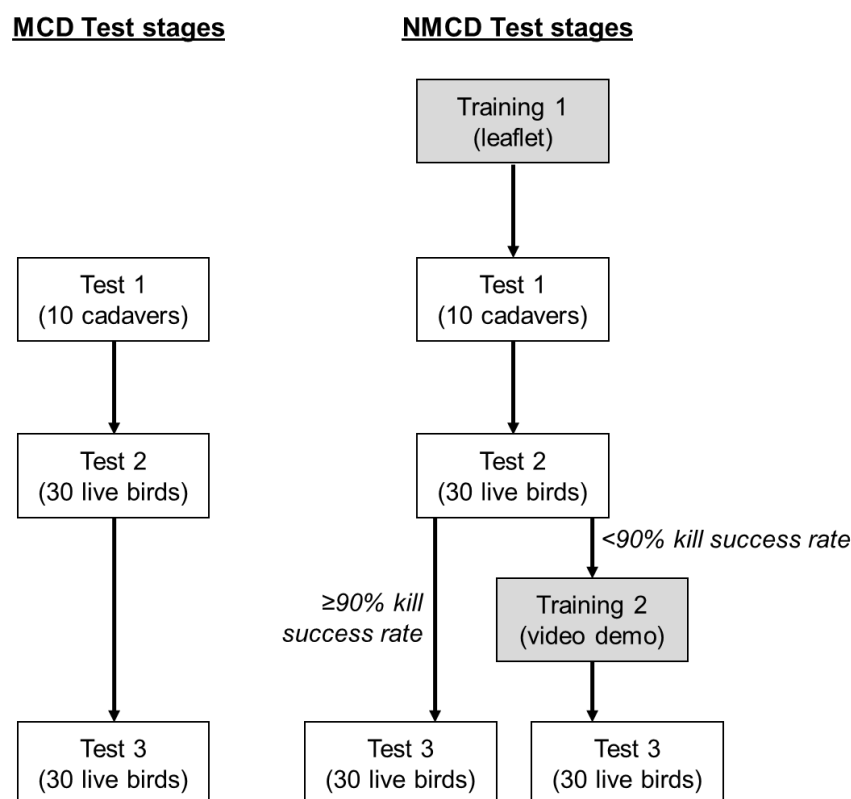 MCD Test stages
NMCD Test stages
Training 1
(leaflet)
Test 1
(10 cadavers)
Test 1
(10 cadavers)
Test 2
(30 live birds)
Test 2
(30 live birds)
<90% kill success rate
≥90% kill
success rate
Training 2
(video demo)
Test 3
(30 live birds)
Test 3
(30 live birds)
Test 3
(30 live birds)